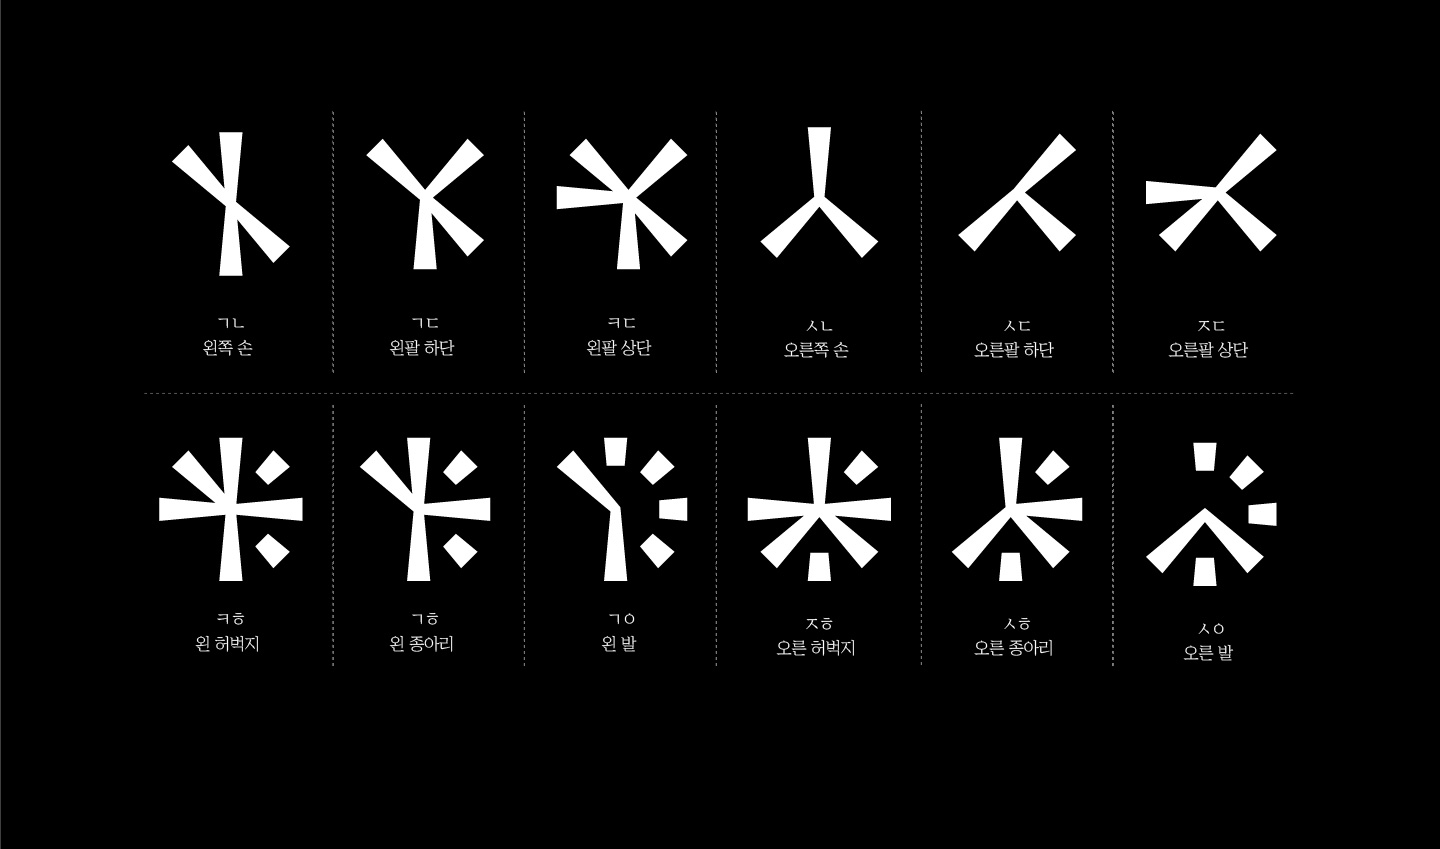 ㄱㄴ
왼쪽 손
ㄱㄷ
왼팔 하단
ㅋㄷ
왼팔 상단
ㅅㄴ
오른쪽 손
ㅅㄷ
오른팔 하단
ㅈㄷ
오른팔 상단
ㅋㅎ
왼 허벅지
ㄱㅎ
왼 종아리
ㄱㅇ
왼 발
ㅈㅎ
오른 허벅지
ㅅㅎ
오른 종아리
ㅅㅇ
오른 발